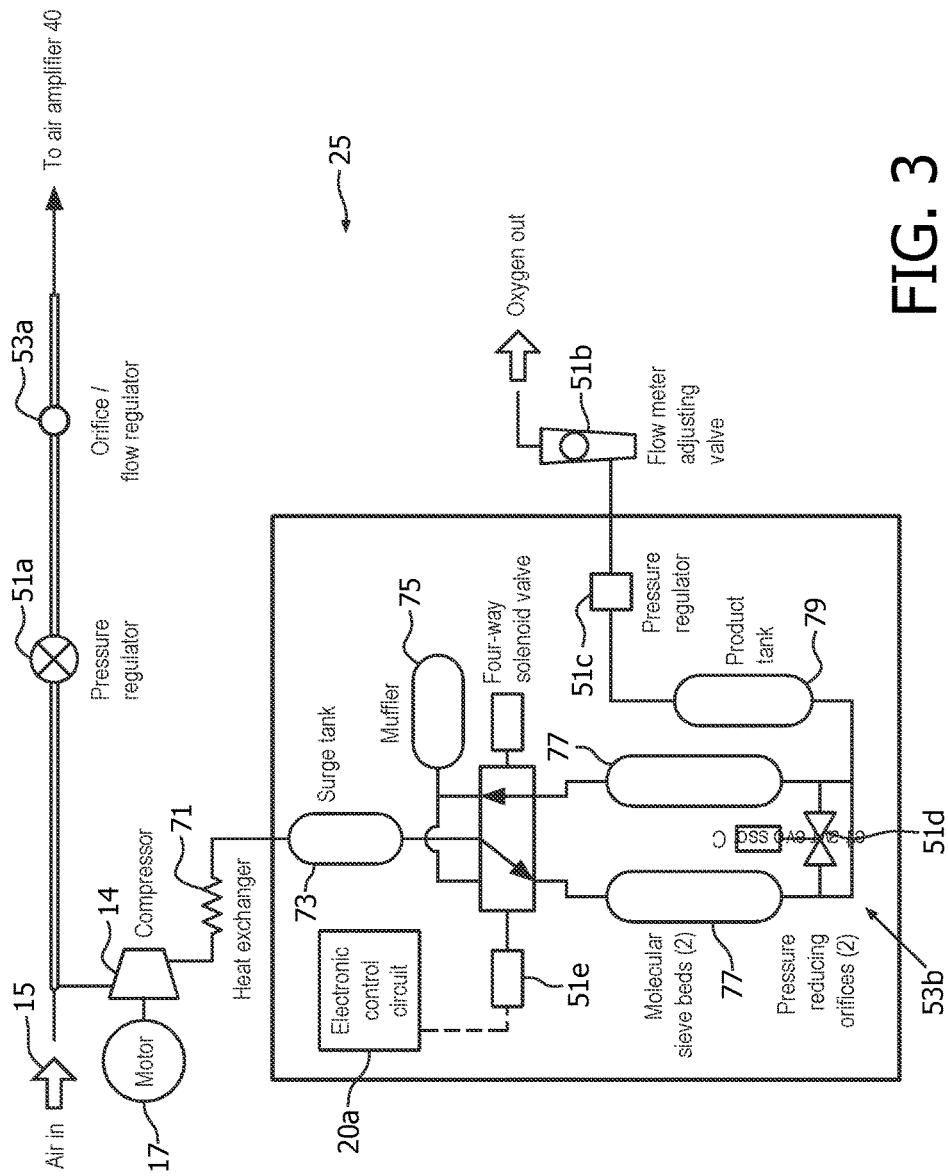 Air in
15
To air amplifier 40
51a
Pressure
regulator
53a
Orifice /
flow regulator
14
Compressor
Motor
17
71
Heat exchanger
25
73
Surge tank
75
Muffler
Four-way
solenoid valve
Electronic
control
circuit
20a
51e
77
Molecular
sieve beds (2)
77
Pressure
reducing
orifices (2)
53b
51d
Product
tank
79
51c
Pressure
regulator
Oxygen out
51b
Flow meter
adjusting
valve
FIG. 3